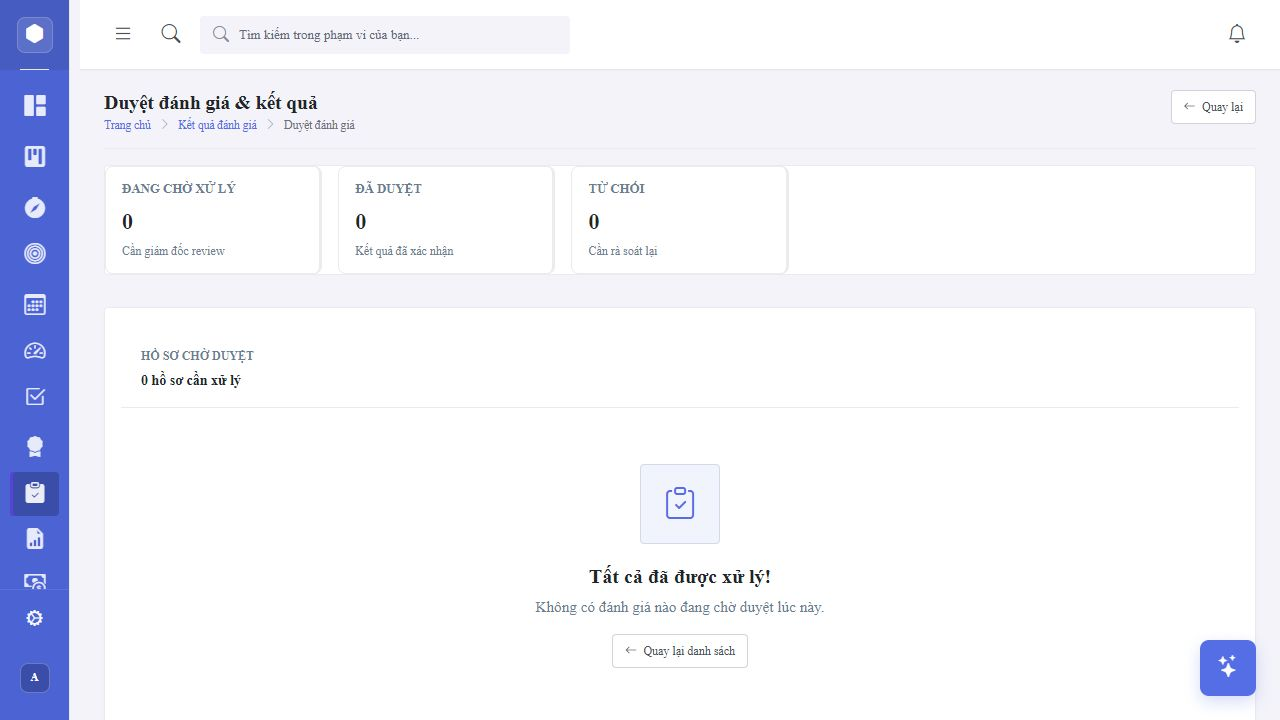 Tìm kiếm trong phạm vi của bạn...
Duyệt đánh giá & kết quả
Trang chủ
Kết quả đánh giá
Duyệt đánh giá
Quay lại
ĐANG CHỜ XỬ LÝ
0
Cần giám đốc review
ĐÃ DUYỆT
0
Kết quả đã xác nhận
TỪ CHỐI
0
Cần rà soát lại
HỒ SƠ CHỜ DUYỆT
0 hồ sơ cần xử lý
Tất cả đã được xử lý!
Không có đánh giá nào đang chờ duyệt lúc này.
Quay lại danh sách
A